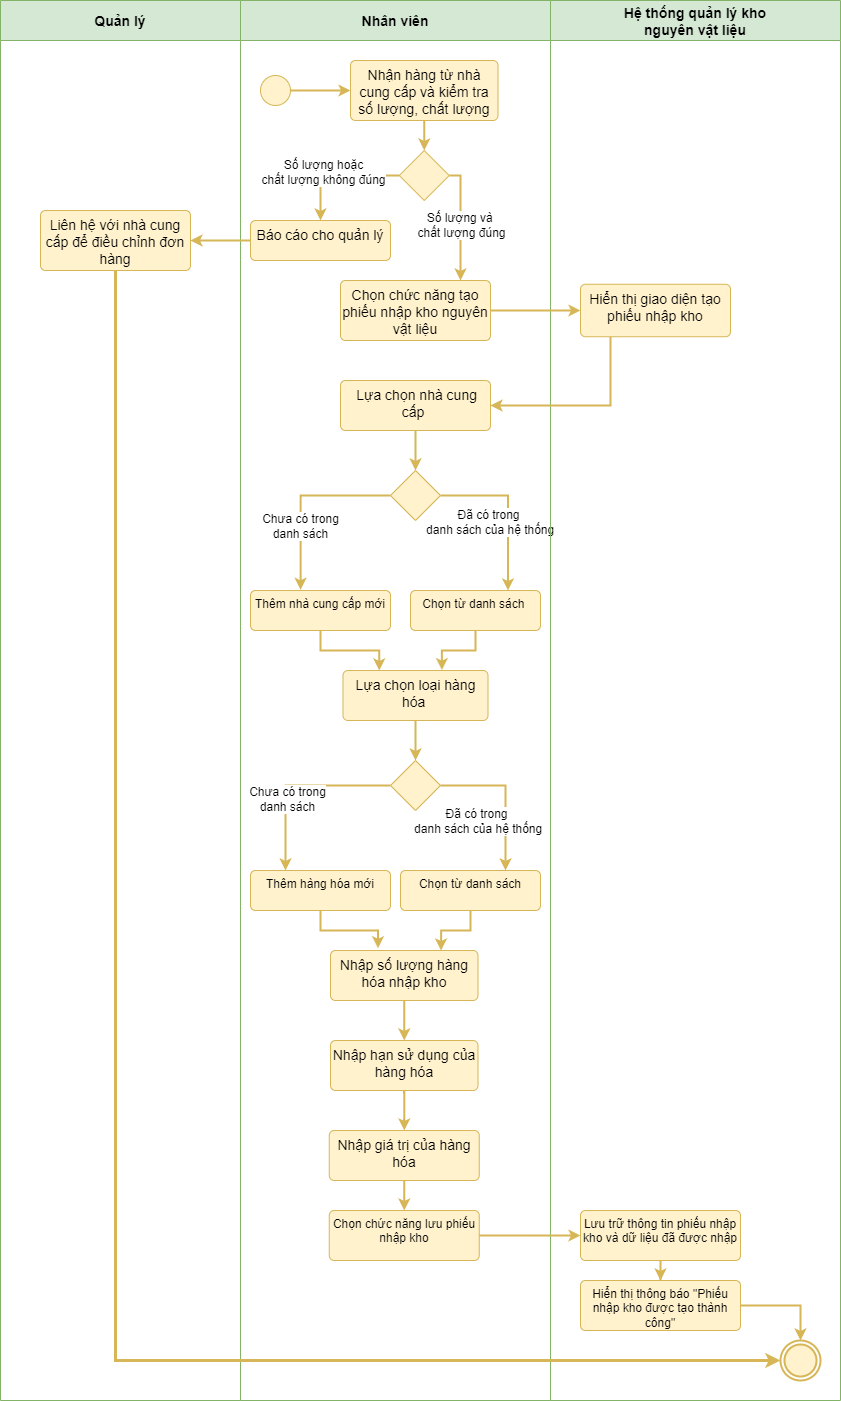 Quản lý
Nhân viên
Hệ thống quản lý kho
nguyên vật liệu
Nhận hàng từ nhà
cung cấp và kiểm tra
số lượng, chất lượng
Số lượng hoặc
chất lượng không đúng
Số lượng và
chất lượng đúng
Liên hệ với nhà cung
cấp để điều chỉnh đơn
hàng
Báo cáo cho quản lý
Chọn chức năng tạo
phiếu nhập kho nguyên
vật liệu
Hiển thị giao diện tạo
phiếu nhập kho
Lựa chọn nhà cung
cấp
Chưa có trong
danh sách
Đã có trong
danh sách của hệ thống
Thêm nhà cung cấp mới
Chọn từ danh sách
Lựa chọn loại hàng
hóa
Chưa có trong
danh sách
Đã có trong
danh sách của hệ thống
Thêm hàng hóa mới
Chọn từ danh sách
Nhập số lượng hàng
hóa nhập kho
Nhập hạn sử dụng của
hàng hóa
Nhập giá trị của hàng
hóa
Chọn chức năng lưu phiếu
nhập kho
Lưu trữ thông tin phiếu nhập
kho và dữ liệu đã được nhập
Hiển thị thông báo "Phiếu
nhập kho được tạo thành
công"